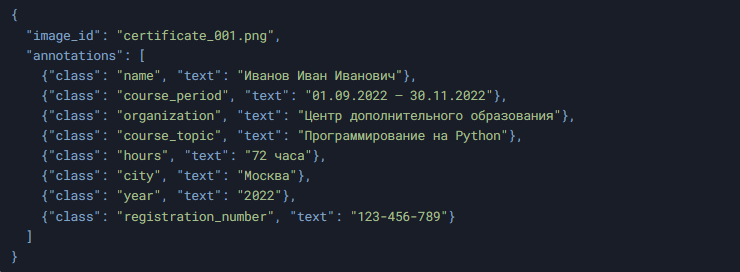 {
"image_id": "certificate_001.png",
"annotations": [
{"class": "name", "text": "Иванов Иван Иванович"},
{"class": "course_period", "text": "01.09.2022 – 30.11.2022"},
{"class": "organization", "text": "Центр дополнительного образования"},
{"class": "course_topic", "text": "Программирование на Python"},
{"class": "hours", "text": "72 часа"},
{"class": "city", "text": "Москва"},
{"class": "year", "text": "2022"},
{"class": "registration_number", "text": "123-456-789"}
]
}